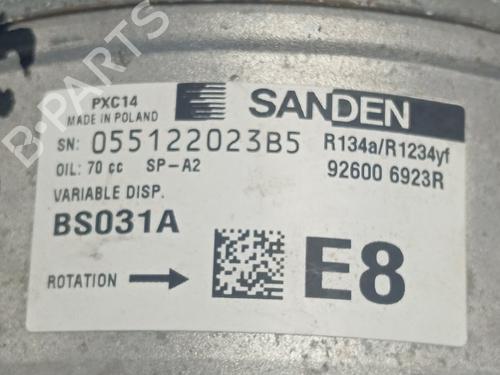 PXC14
MADE IN POLAND
SANDEN
SN: 055122023B5
R134a/R1234yf
OIL: 70 cc SP-A2
92600 6923R
VARIABLE DISP.
BS031A
ROTATION
E8
B-PARTS